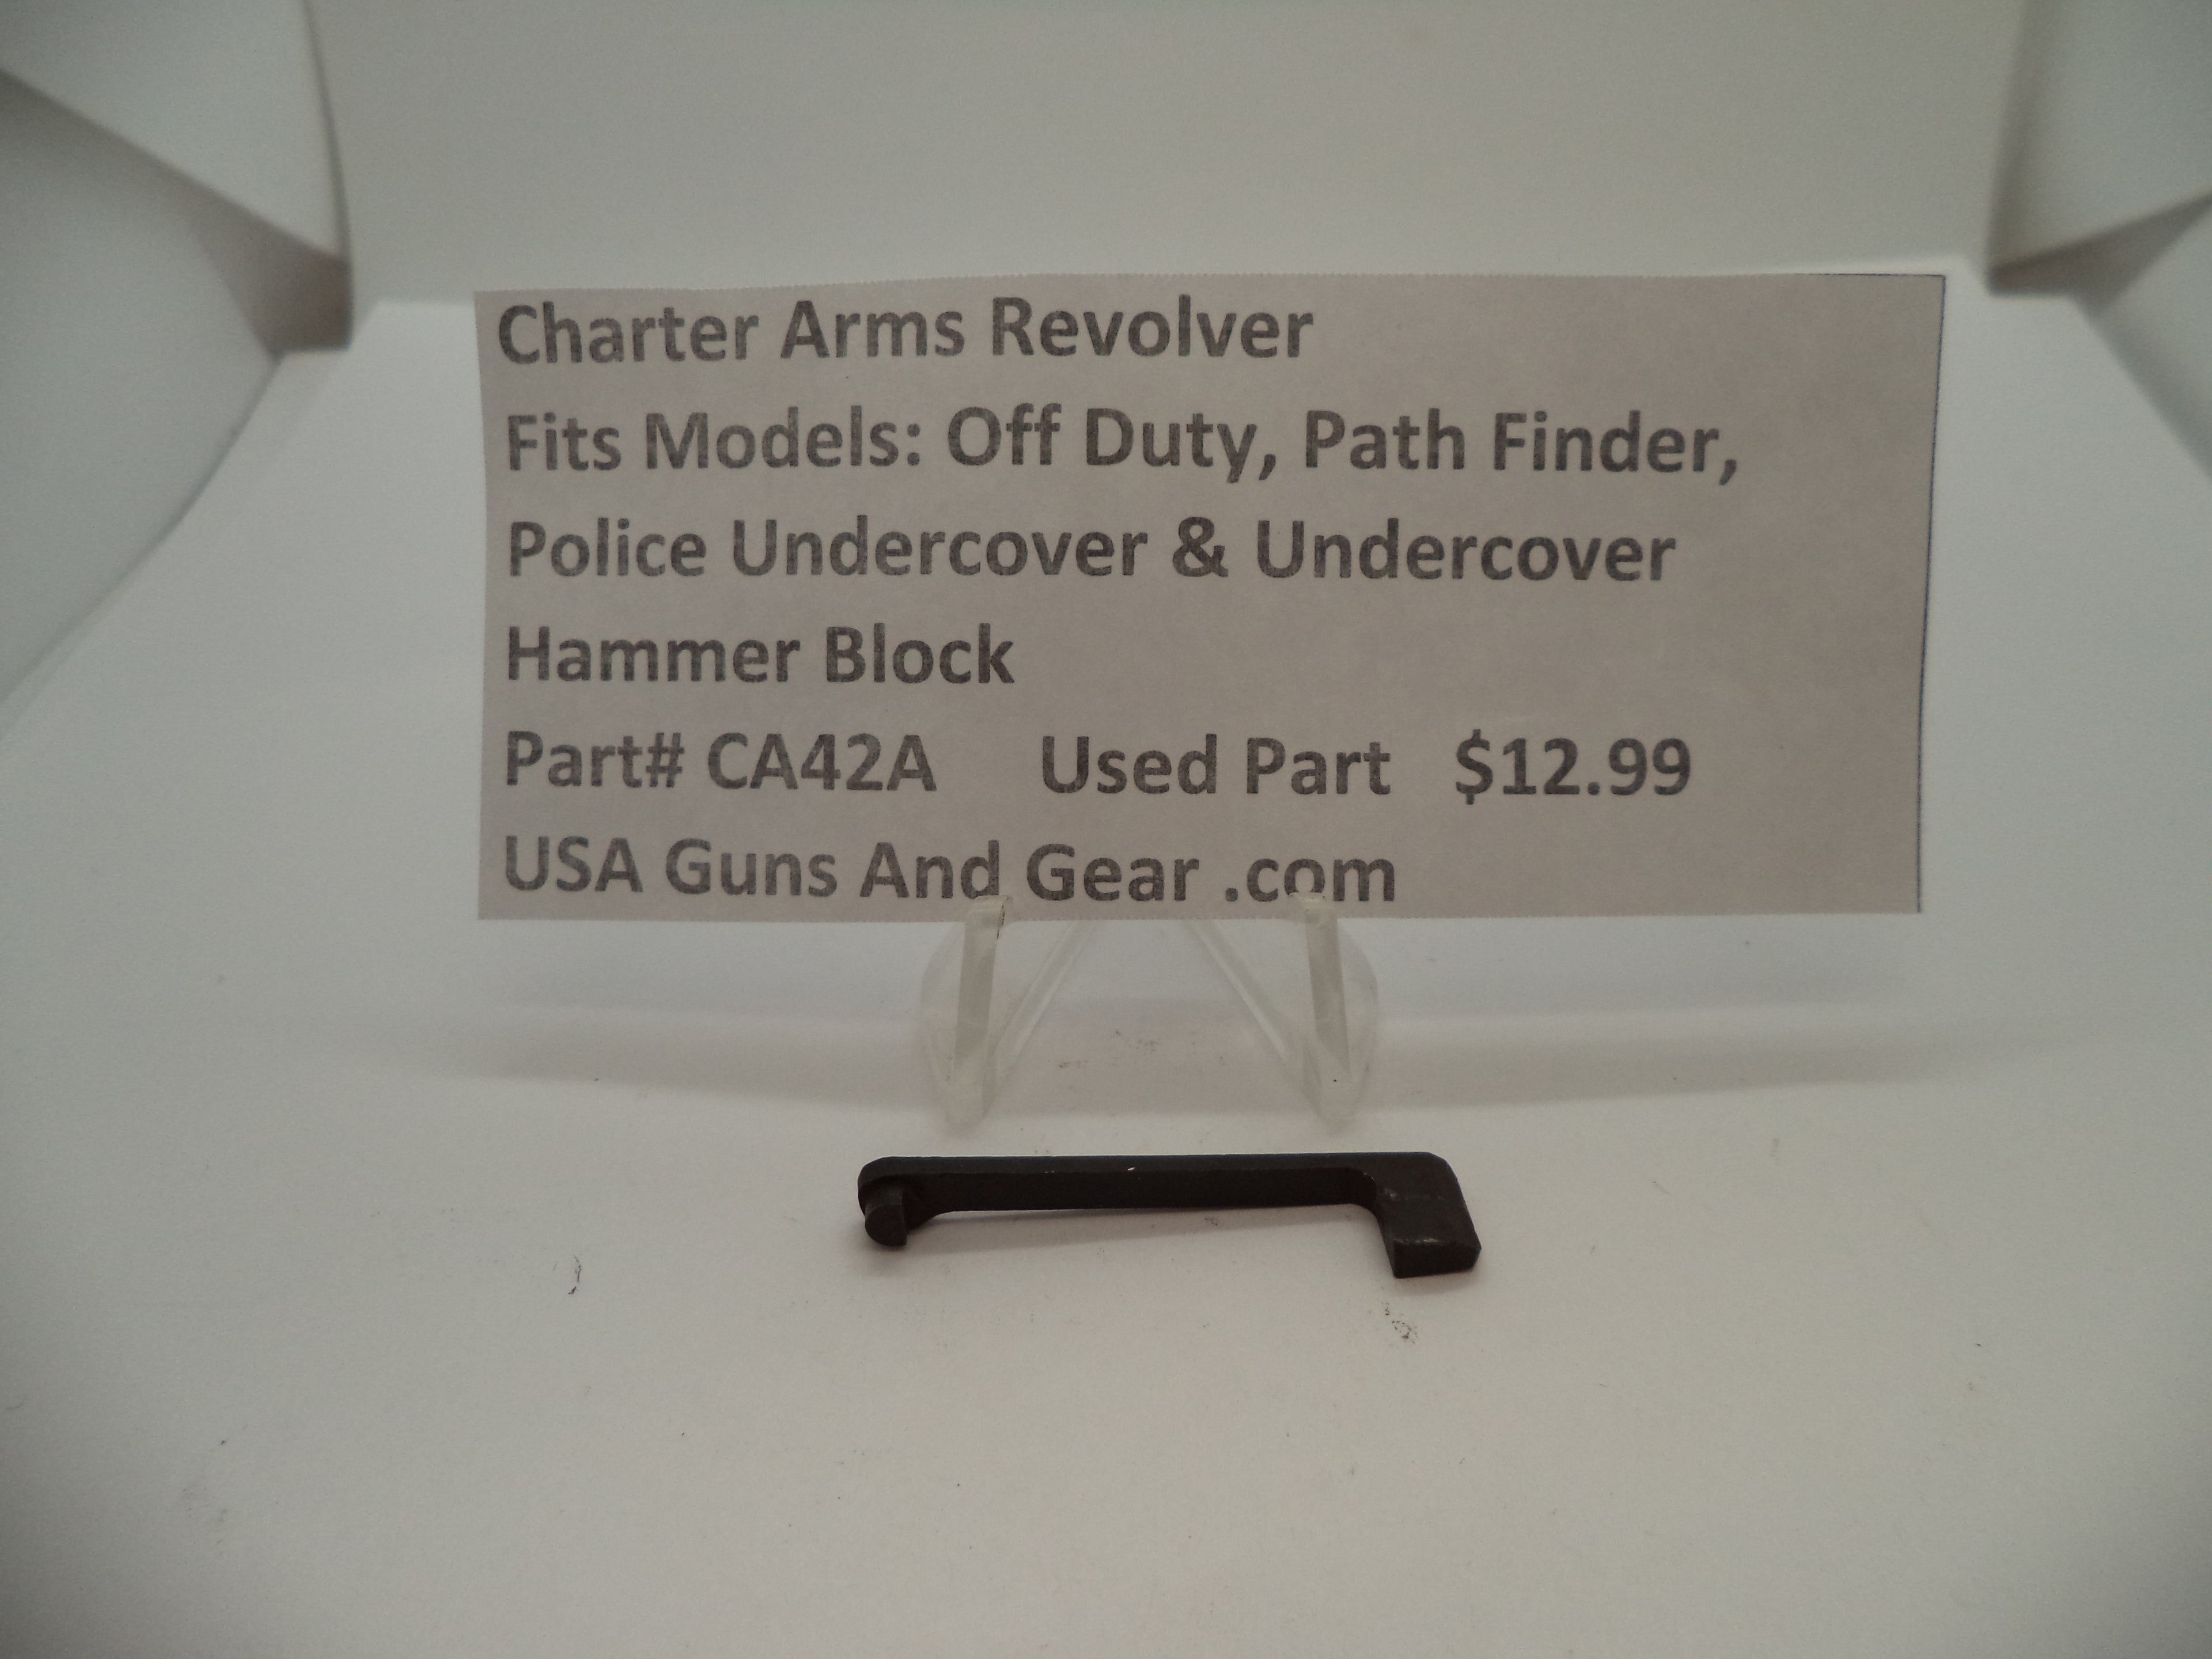 Charter Arms Revolver
Fits Models: Off Duty, Path Finder,
Police Undercover & Undercover
Hammer Block
Part# CA42A Used Part $12.99
USA Guns And Gear .com